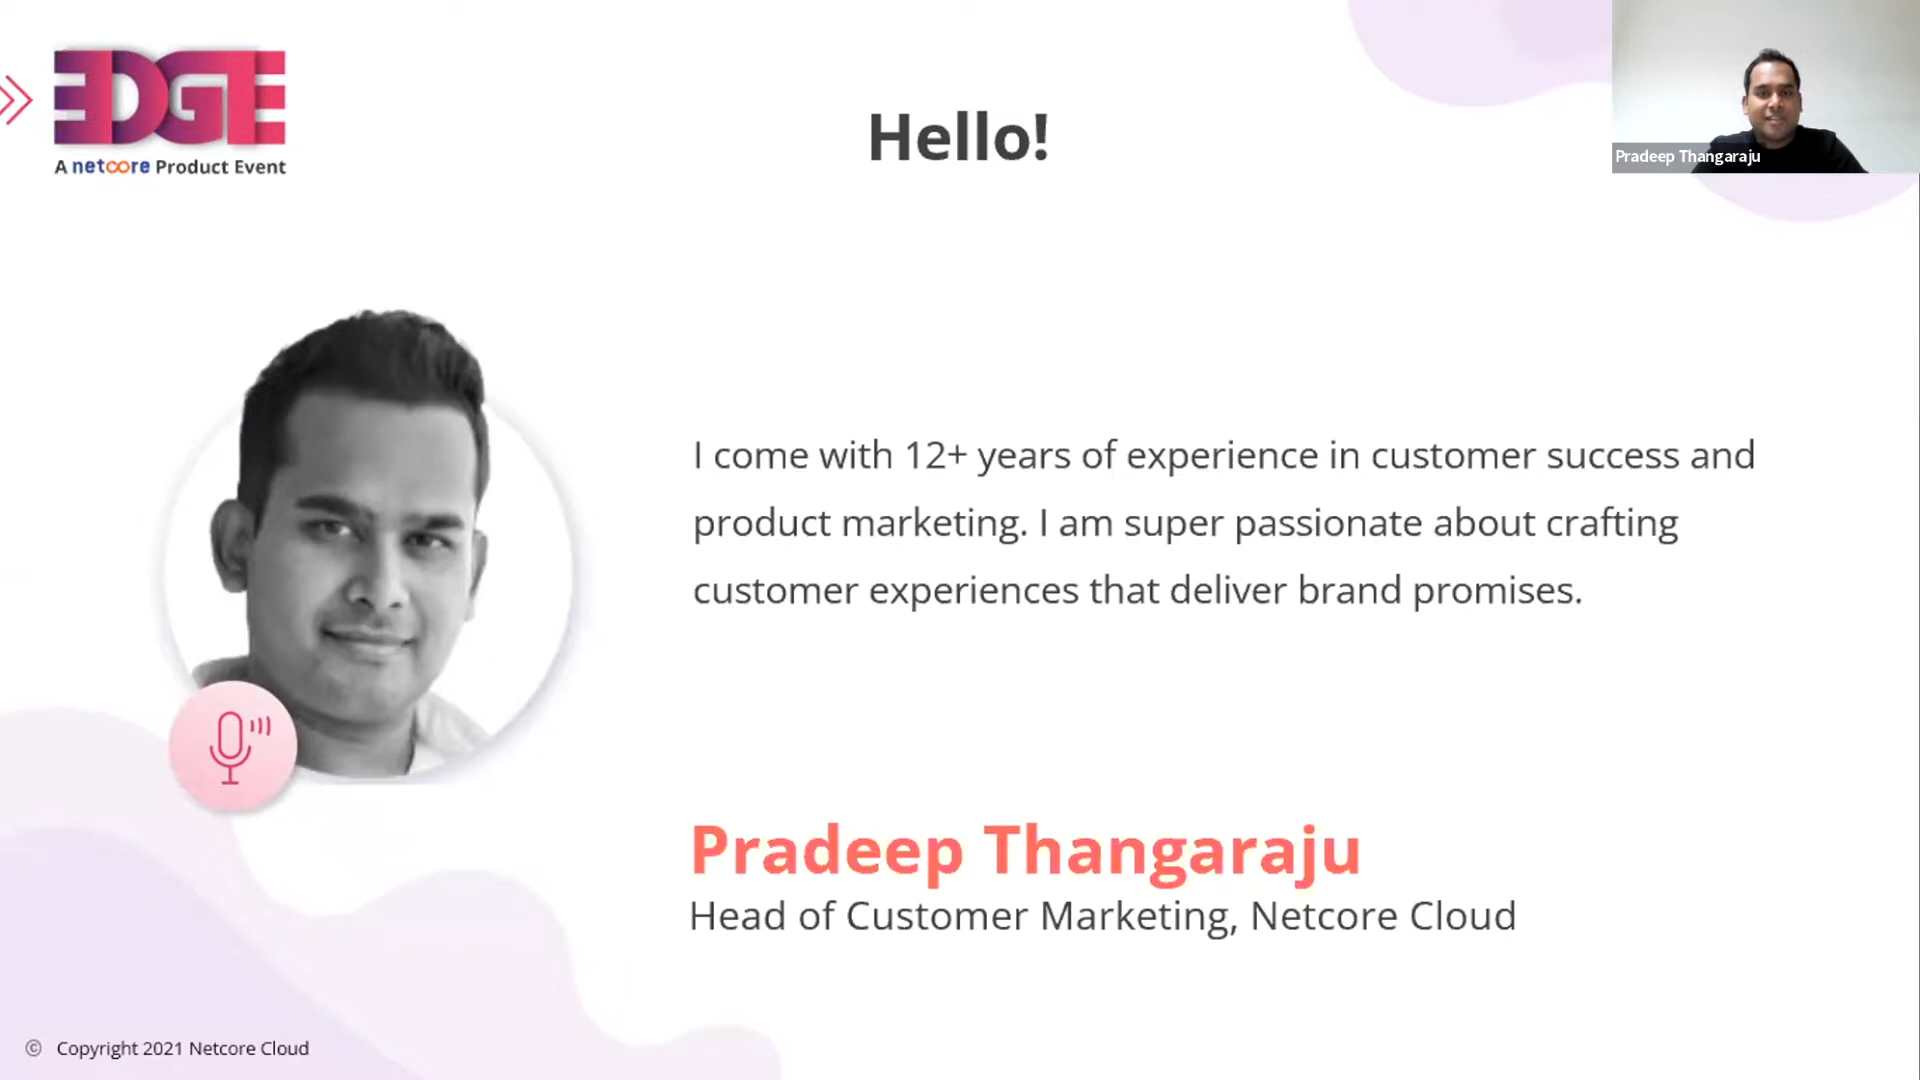 EDGE
A netcore Product Event
Hello!
Pradeep Thangaraju
I come with 12+ years of experience in customer success and
product marketing. I am super passionate about crafting
customer experiences that deliver brand promises.
Pradeep Thangaraju
Head of Customer Marketing, Netcore Cloud
© Copyright 2021 Netcore Cloud